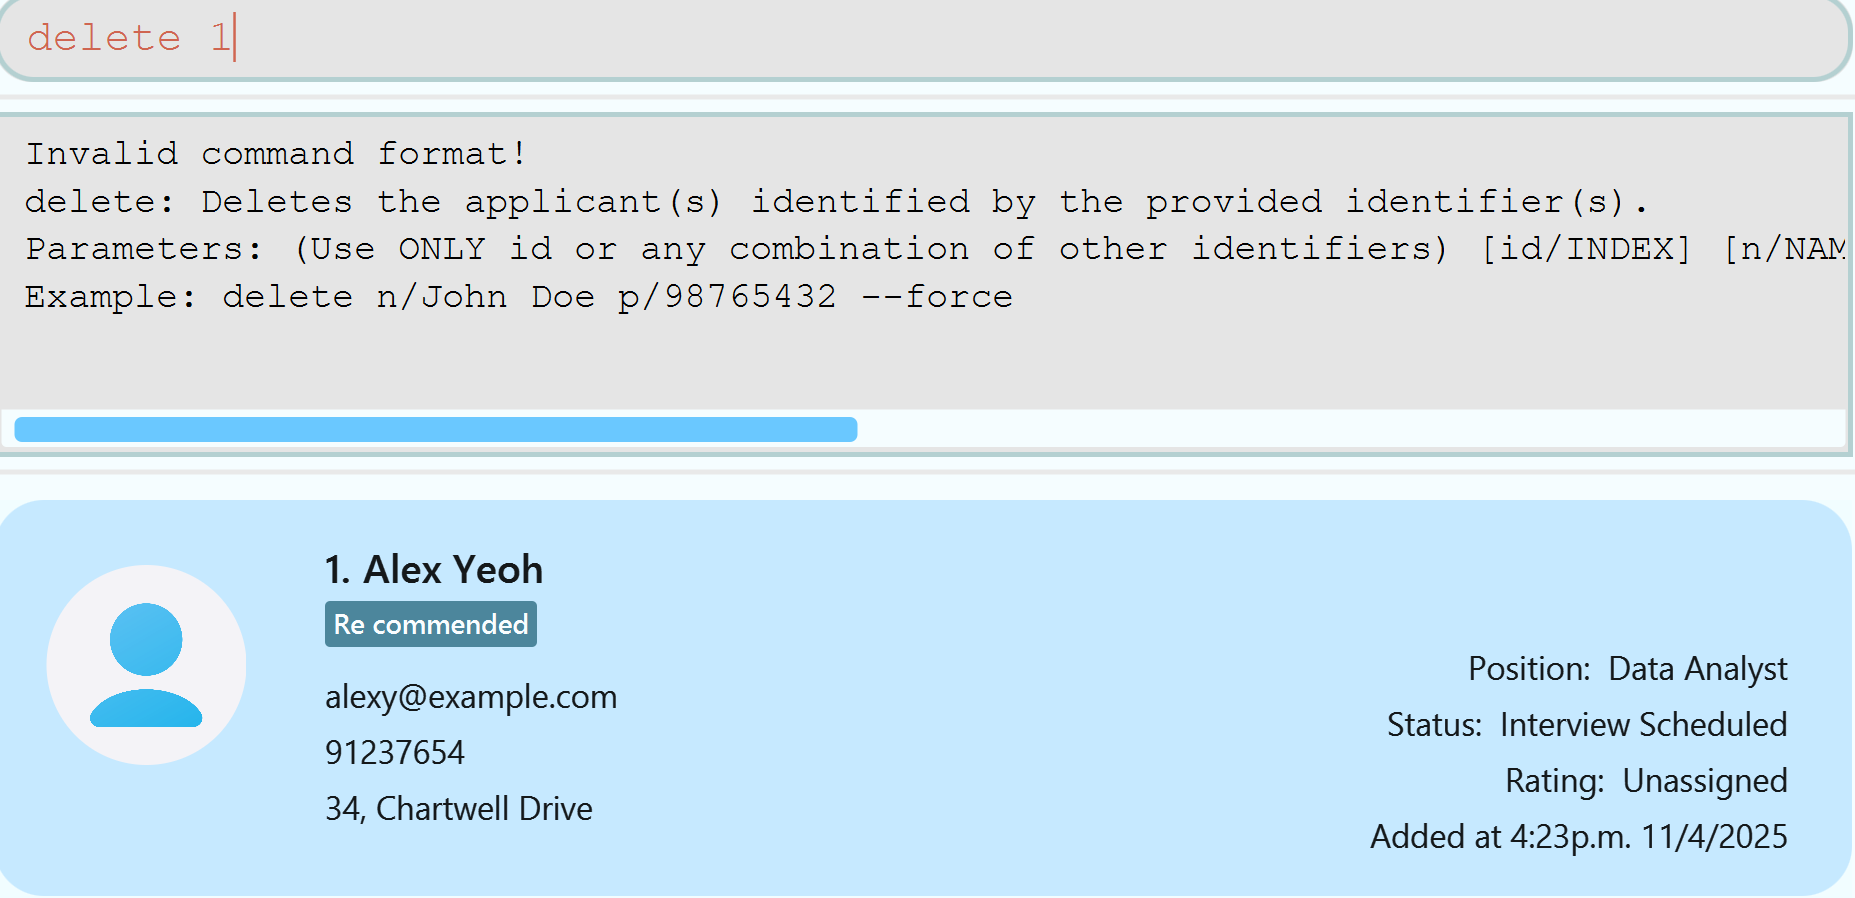 delete 1
Invalid command format!
delete: Deletes the applicant(s) identified by the provided identifier(s).
Parameters: (Use ONLY id or any combination of other identifiers) [id/INDEX] [n/NAM
Example: delete n/John Doe p/98765432 --force
1. Alex Yeoh
Re commended
alexy@example.com
91237654
34, Chartwell Drive
Position: Data Analyst
Status: Interview Scheduled
Rating: Unassigned
Added at 4:23p.m. 11/4/2025